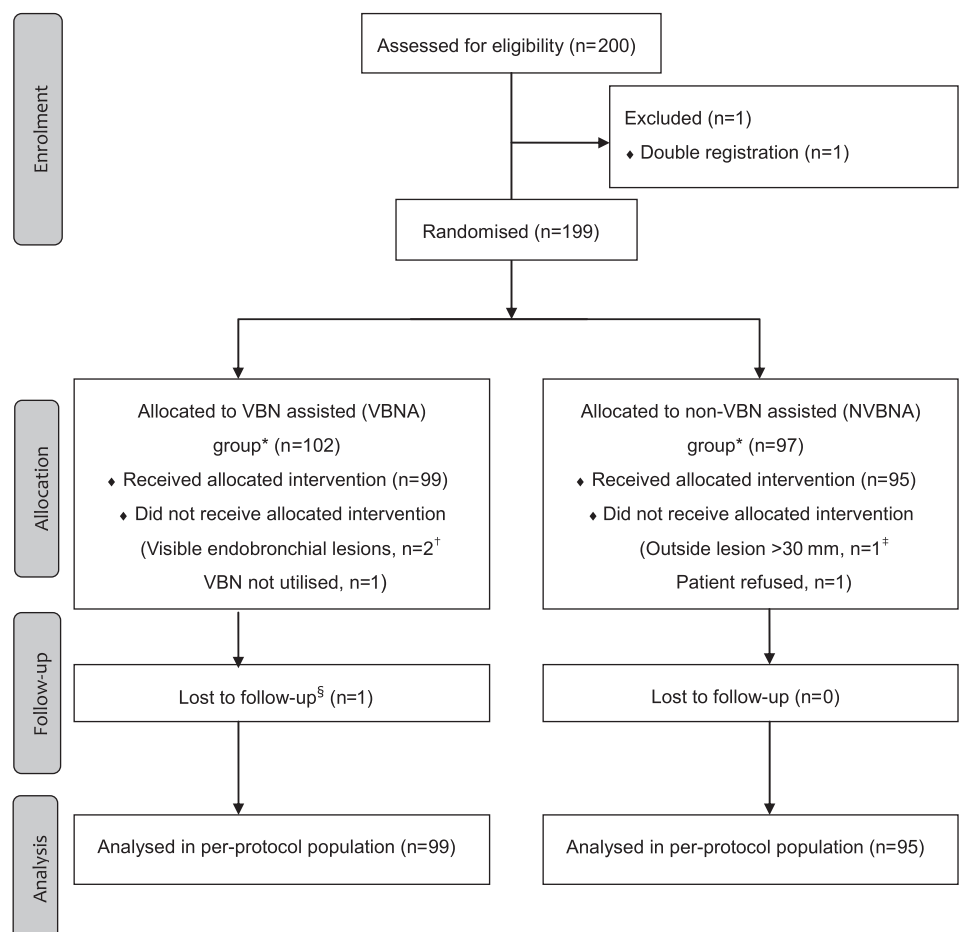 Enrolment
Assessed for eligibility (n=200)
Excluded (n=1)
♦ Double registration (n=1)
Randomised (n=199)
Allocation
Allocated to VBN assisted (VBNA)
group* (n=102)
♦ Received allocated intervention (n=99)
♦ Did not receive allocated intervention
(Visible endobronchial lesions, n=2†
VBN not utilised, n=1)
Allocated to non-VBN assisted (NVBNA)
group* (n=97)
♦ Received allocated intervention (n=95)
♦ Did not receive allocated intervention
(Outside lesion >30 mm, n=1‡
Patient refused, n=1)
Follow-up
Lost to follow-up§ (n=1)
Lost to follow-up (n=0)
Analysis
Analysed in per-protocol population (n=99)
Analysed in per-protocol population (n=95)